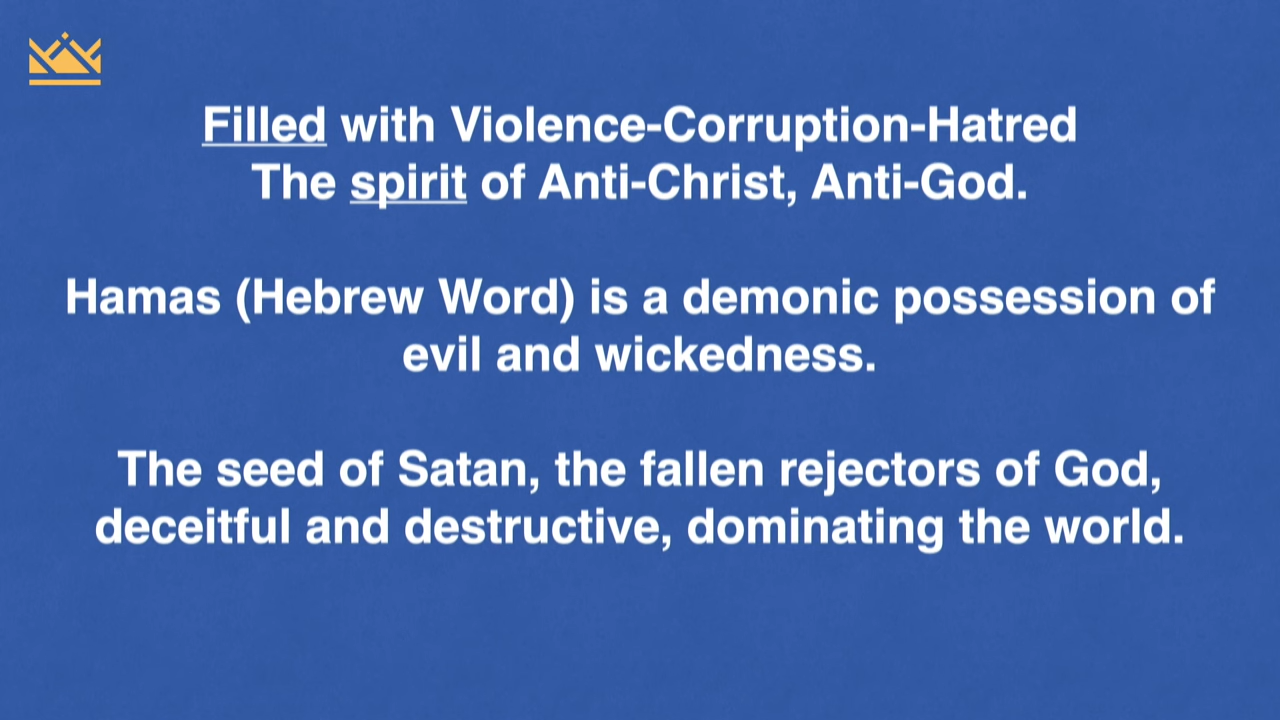 Filled with Violence-Corruption-Hatred
The spirit of Anti-Christ, Anti-God.
Hamas (Hebrew Word) is a demonic possession of
evil and wickedness.
The seed of Satan, the fallen rejectors of God,
deceitful and destructive, dominating the world.